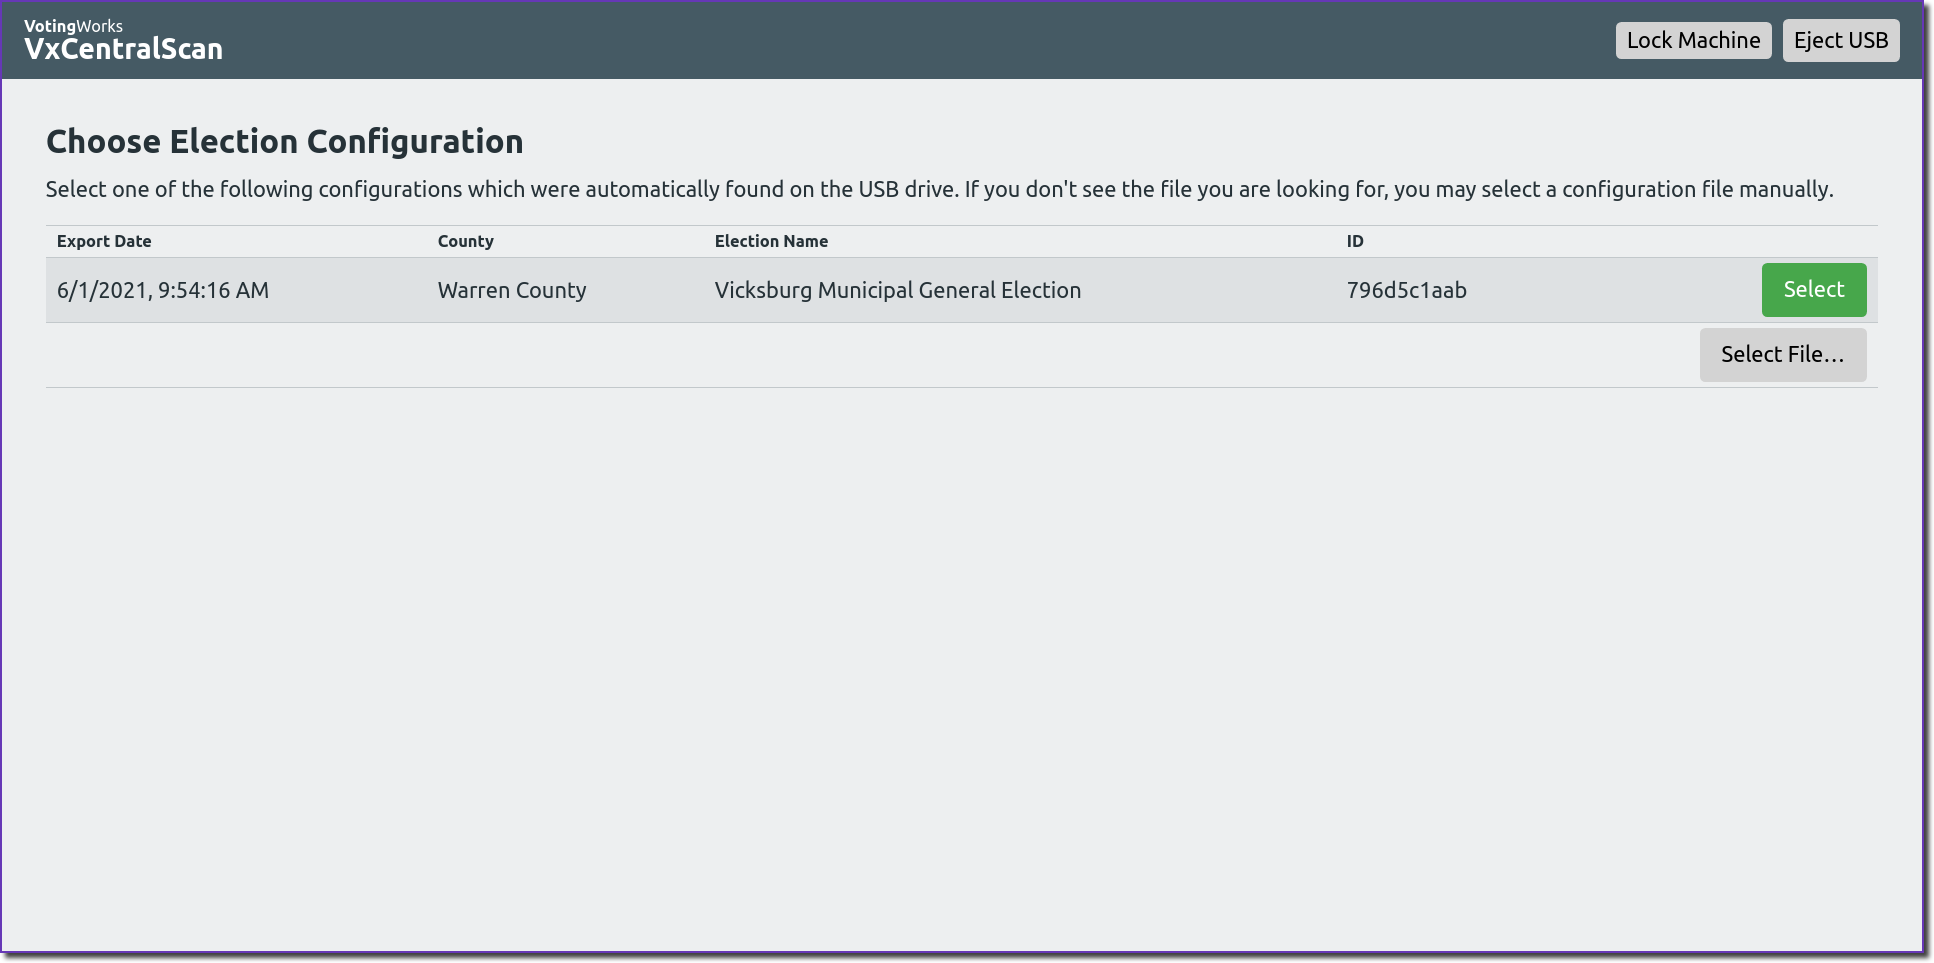 VotingWorks
VxCentralScan
Lock Machine
Eject USB
Choose Election Configuration
Select one of the following configurations which were automatically found on the USB drive. If you don't see the file you are looking for, you may select a configuration file manually.
Export Date County Election Name ID
6/1/2021, 9:54:16 AM Warren County Vicksburg Municipal General Election 796d5c1aab Select
Select File…